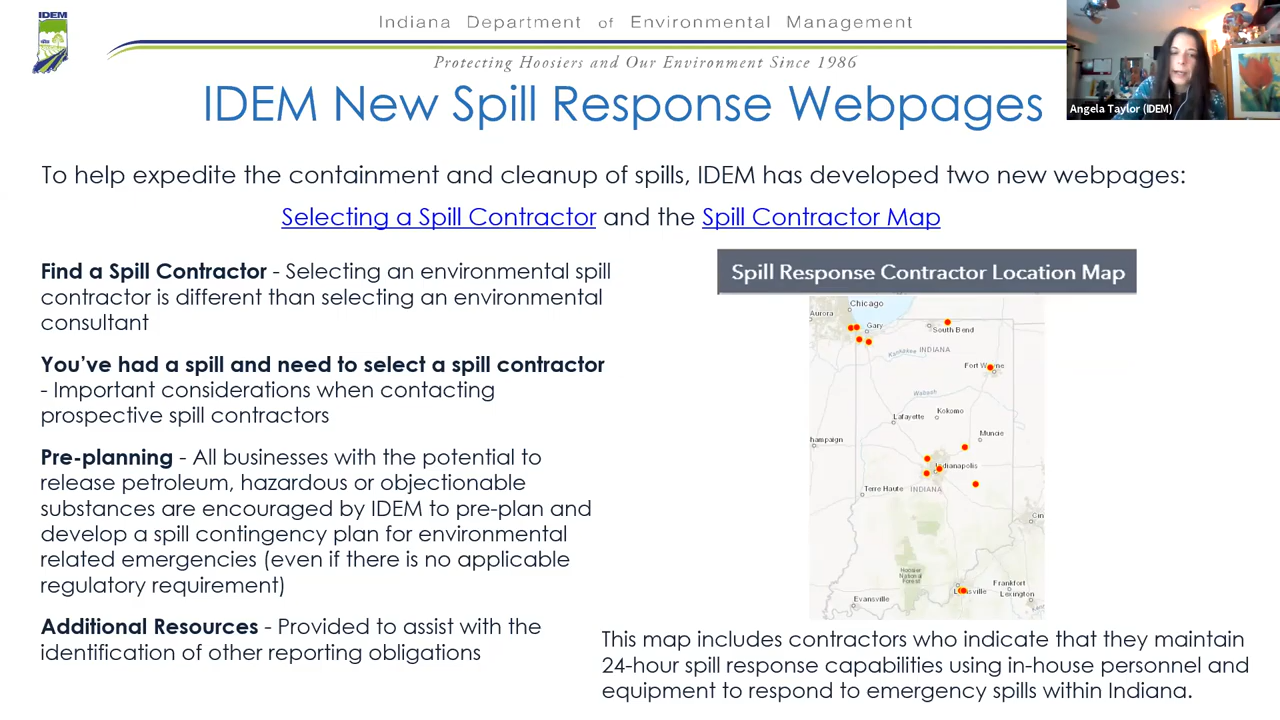 IDEM
Indiana Department of Environmental Management
Protecting Hoosiers and Our Environment Since 1986
Angela Taylor (IDEM)
IDEM New Spill Response Webpages
To help expedite the containment and cleanup of spills, IDEM has developed two new webpages:
Selecting a Spill Contractor and the Spill Contractor Map
Find a Spill Contractor - Selecting an environmental spill
contractor is different than selecting an environmental
consultant
You've had a spill and need to select a spill contractor
- Important considerations when contacting
prospective spill contractors
Pre-planning - All businesses with the potential to
release petroleum, hazardous or objectionable
substances are encouraged by IDEM to pre-plan and
develop a spill contingency plan for environmental
related emergencies (even if there is no applicable
regulatory requirement)
Additional Resources - Provided to assist with the
identification of other reporting obligations
Spill Response Contractor Location Map
Chicago
Aurora
Gary
South Bend
Kankakee
INDIANA
Fort Wayne
Wabash
Lafayette
Kokomo
Muncie
hampaign
Indianapolis
Terre Haute
INDIANA
Cin
Hoosier
National
Forest
Louisville
Frankfort
Lexington
Evansville
This map includes contractors who indicate that they maintain
24-hour spill response capabilities using in-house personnel and
equipment to respond to emergency spills within Indiana.